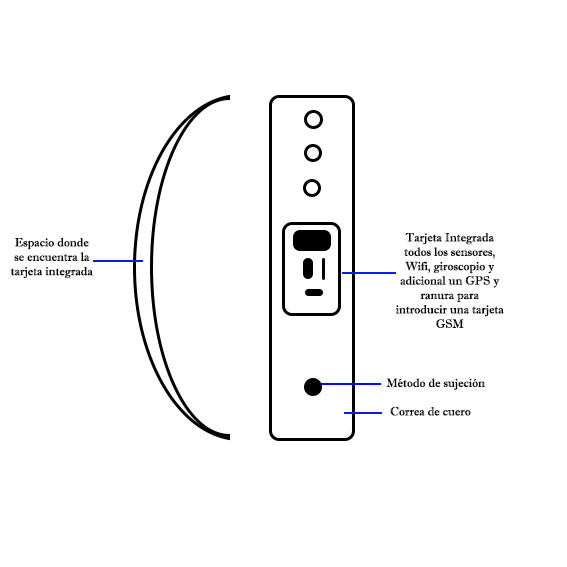 Espacio donde
se encuentra la
tarjeta integrada
Tarjeta Integrada
todos los sensores,
Wifi, giroscopio y
adicional un GPS y
ranura para
introducir una tarjeta
GSM
Método de sujeción
Correa de cuero